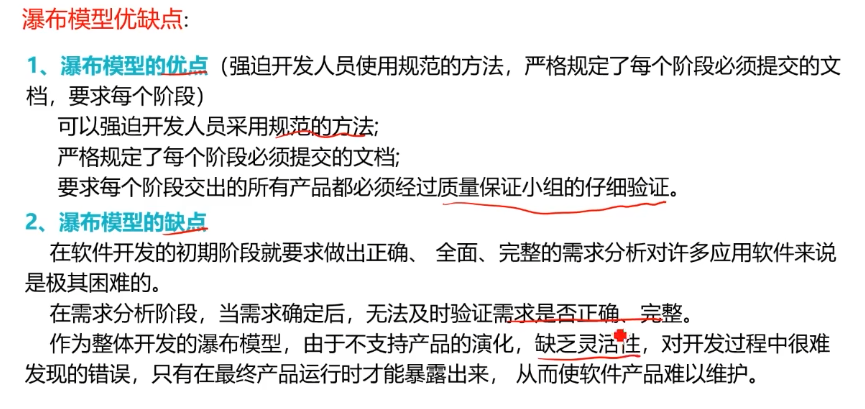 瀑布模型优缺点:
1、瀑布模型的优点（强迫开发人员使用规范的方法，严格规定了每个阶段必须提交的文
档，要求每个阶段）
可以强迫开发人员采用规范的方法;
严格规定了每个阶段必须提交的文档;
要求每个阶段交出的所有产品都必须经过质量保证小组的仔细验证。
2、瀑布模型的缺点
在软件开发的初期阶段就要求做出正确、 全面、完整的需求分析对许多应用软件来说
是极其困难的。
在需求分析阶段，当需求确定后，无法及时验证需求是否正确、完整。
作为整体开发的瀑布模型，由于不支持产品的演化，缺乏灵活性，对开发过程中很难
发现的错误，只有在最终产品运行时才能暴露出来， 从而使软件产品难以维护。